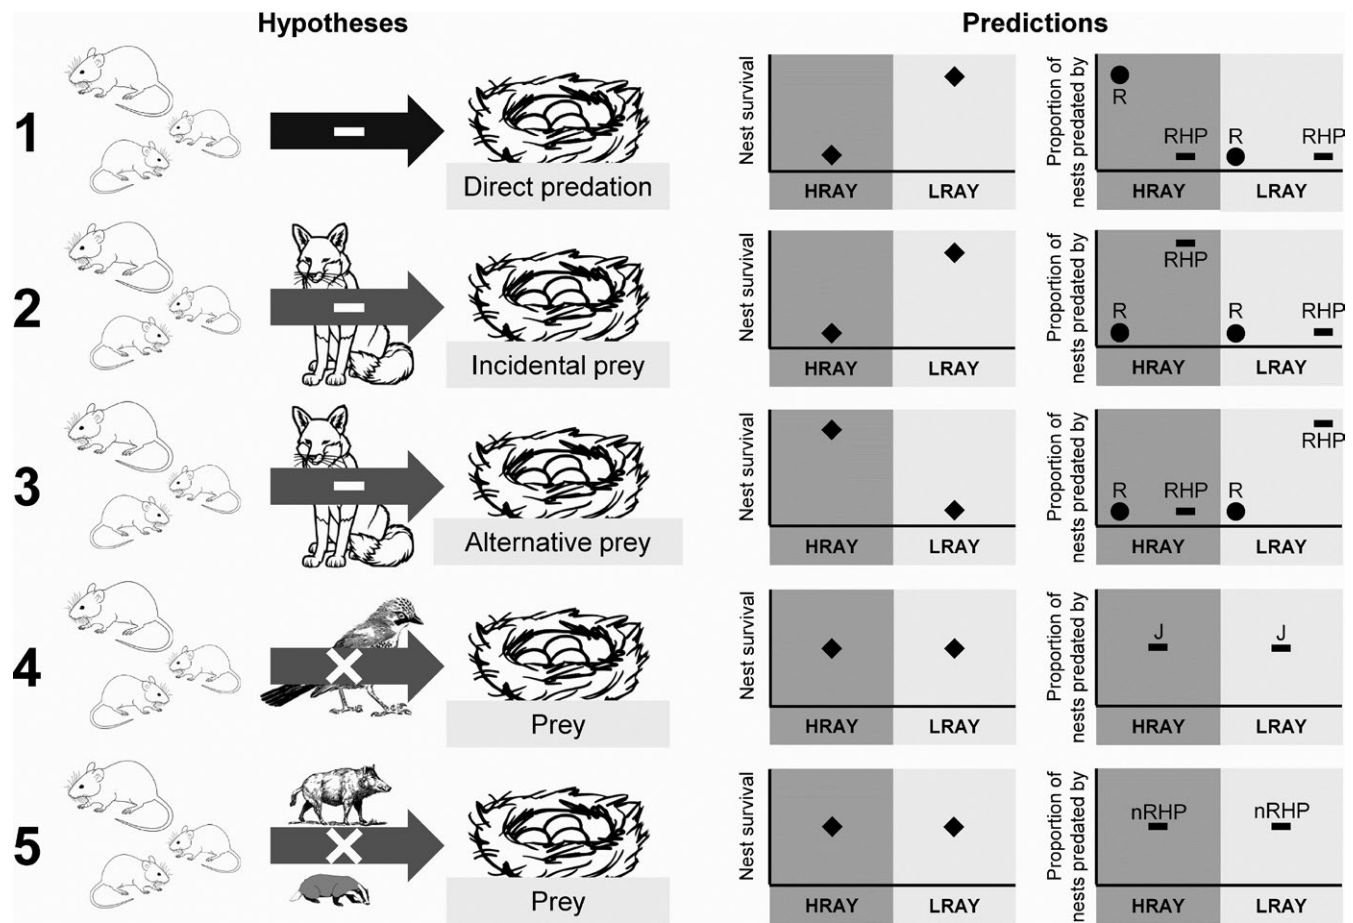 Hypotheses
Predictions
1
Direct predation
Nest survival
HRAY LRAY
Proportion of
nests predated by
R
RHP
R
RHP
HRAY LRAY
2
Incidental prey
Nest survival
HRAY LRAY
Proportion of
nests predated by
R
RHP
R
RHP
HRAY LRAY
3
Alternative prey
Nest survival
HRAY LRAY
Proportion of
nests predated by
R
RHP
R
RHP
HRAY LRAY
4
Prey
Nest survival
HRAY LRAY
Proportion of
nests predated by
J
J
HRAY LRAY
5
Prey
Nest survival
HRAY LRAY
Proportion of
nests predated by
nRHP
nRHP
HRAY LRAY